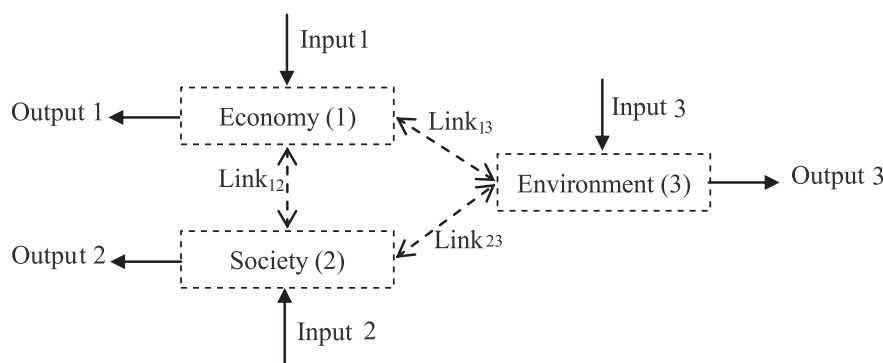 Input 1
Output 1
Economy (1)
Link13
Input 3
Link12
Environment (3)
Output 3
Output 2
Society (2)
Link23
Input 2